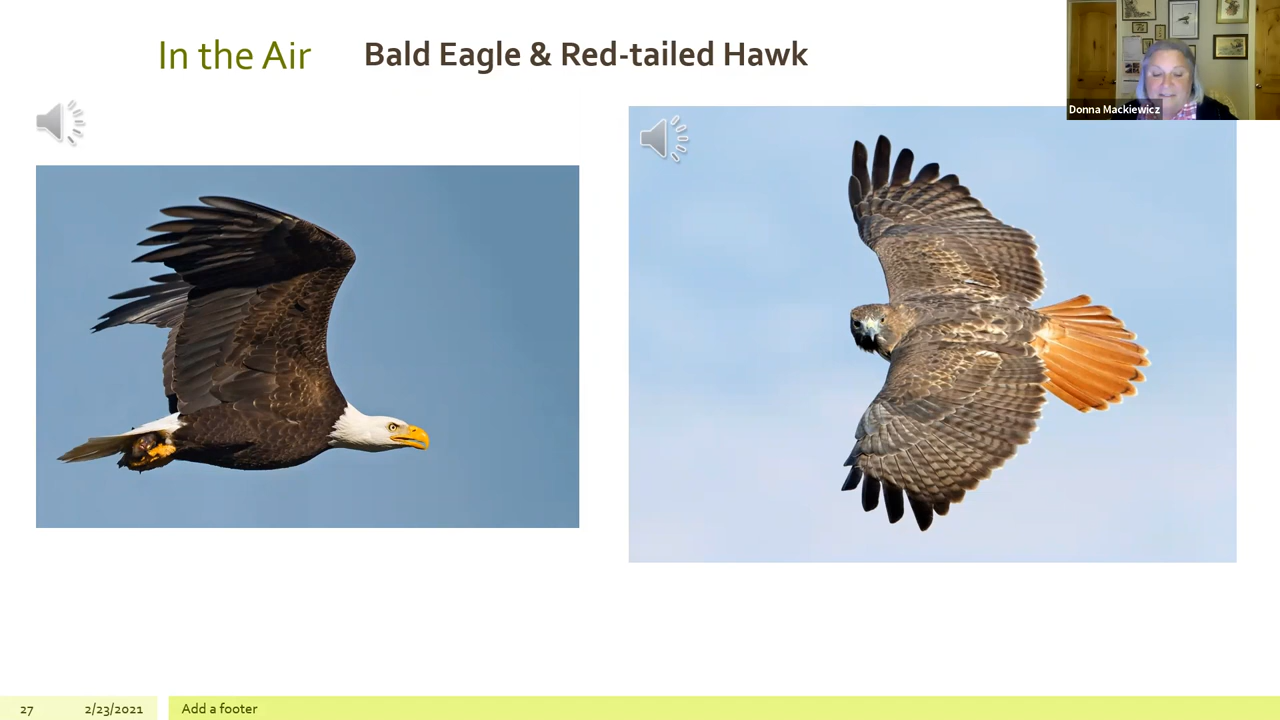 In the Air
Bald Eagle & Red-tailed Hawk
Donna Mackiewicz
27
2/23/2021
Add a footer